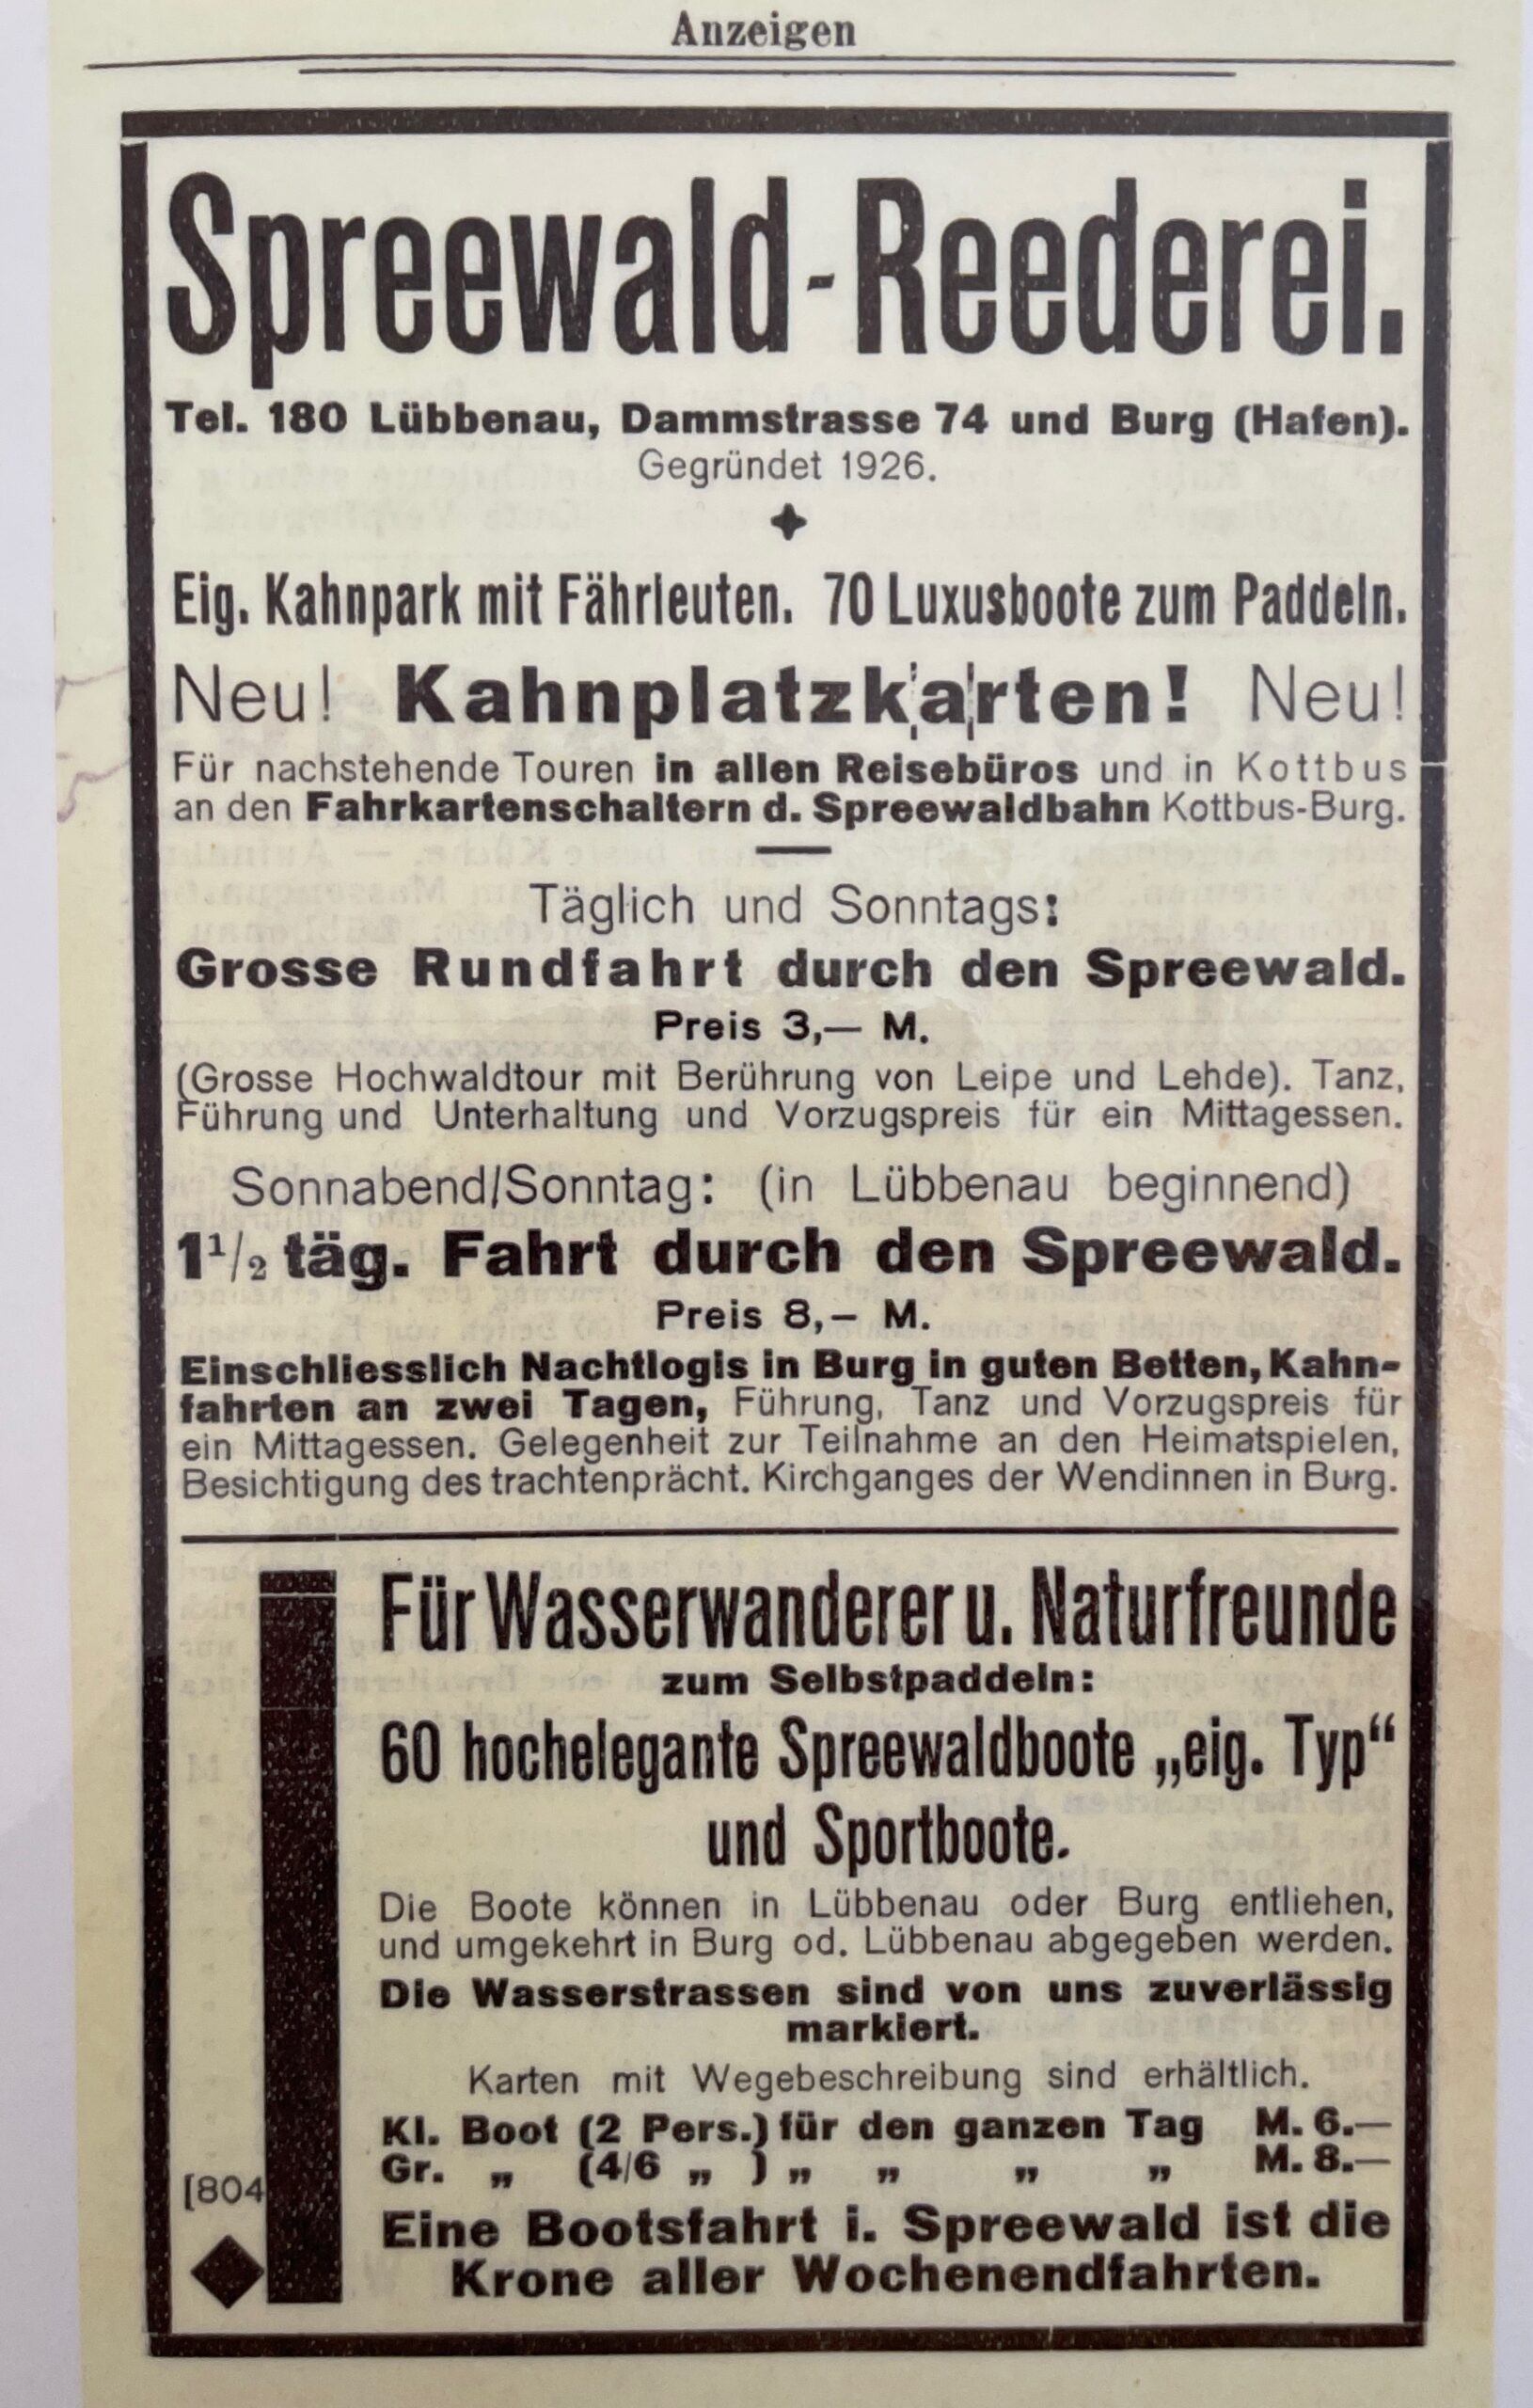 Anzeigen
Spreewald-Reederei.
Tel. 180 Lübbenau, Dammstrasse 74 und Burg (Hafen).
Gegründet 1926.
Eig. Kahnpark mit Fährleuten. 70 Luxusboote zum Paddeln.
Neu! Kahnplatzkarten! Neu!
Für nachstehende Touren in allen Reisebüros und in Kottbus
an den Fahrkartenschaltern d. Spreewaldbahn Kottbus-Burg.
Täglich und Sonntags:
Grosse Rundfahrt durch den Spreewald.
Preis 3,— M.
(Grosse Hochwaldtour mit Berührung von Leipe und Lehde). Tanz,
Führung und Unterhaltung und Vorzugspreis für ein Mittagessen.
Sonnabend/Sonntag: (in Lübbenau beginnend)
1 1/2 täg. Fahrt durch den Spreewald.
Preis 8,— M.
Einschliesslich Nachtlogis in Burg in guten Betten, Kahn-
fahrten an zwei Tagen, Führung, Tanz und Vorzugspreis für
ein Mittagessen. Gelegenheit zur Teilnahme an den Heimatspielen,
Besichtigung des trachtenprächt. Kirchganges der Wendinnen in Burg.
Für Wasserwanderer u. Naturfreunde
zum Selbstpaddeln:
60 hochelegante Spreewaldboote „eig. Typ“
und Sportboote.
Die Boote können in Lübbenau oder Burg entliehen,
und umgekehrt in Burg od. Lübbenau abgegeben werden.
Die Wasserstrassen sind von uns zuverlässig
markiert.
Karten mit Wegebeschreibung sind erhältlich.
Kl. Boot (2 Pers.) für den ganzen Tag M. 6.—
Gr. „ (4/6 „ ) „ „ „ „ M. 8.—
[804
Eine Bootsfahrt i. Spreewald ist die
Krone aller Wochenendfahrten.